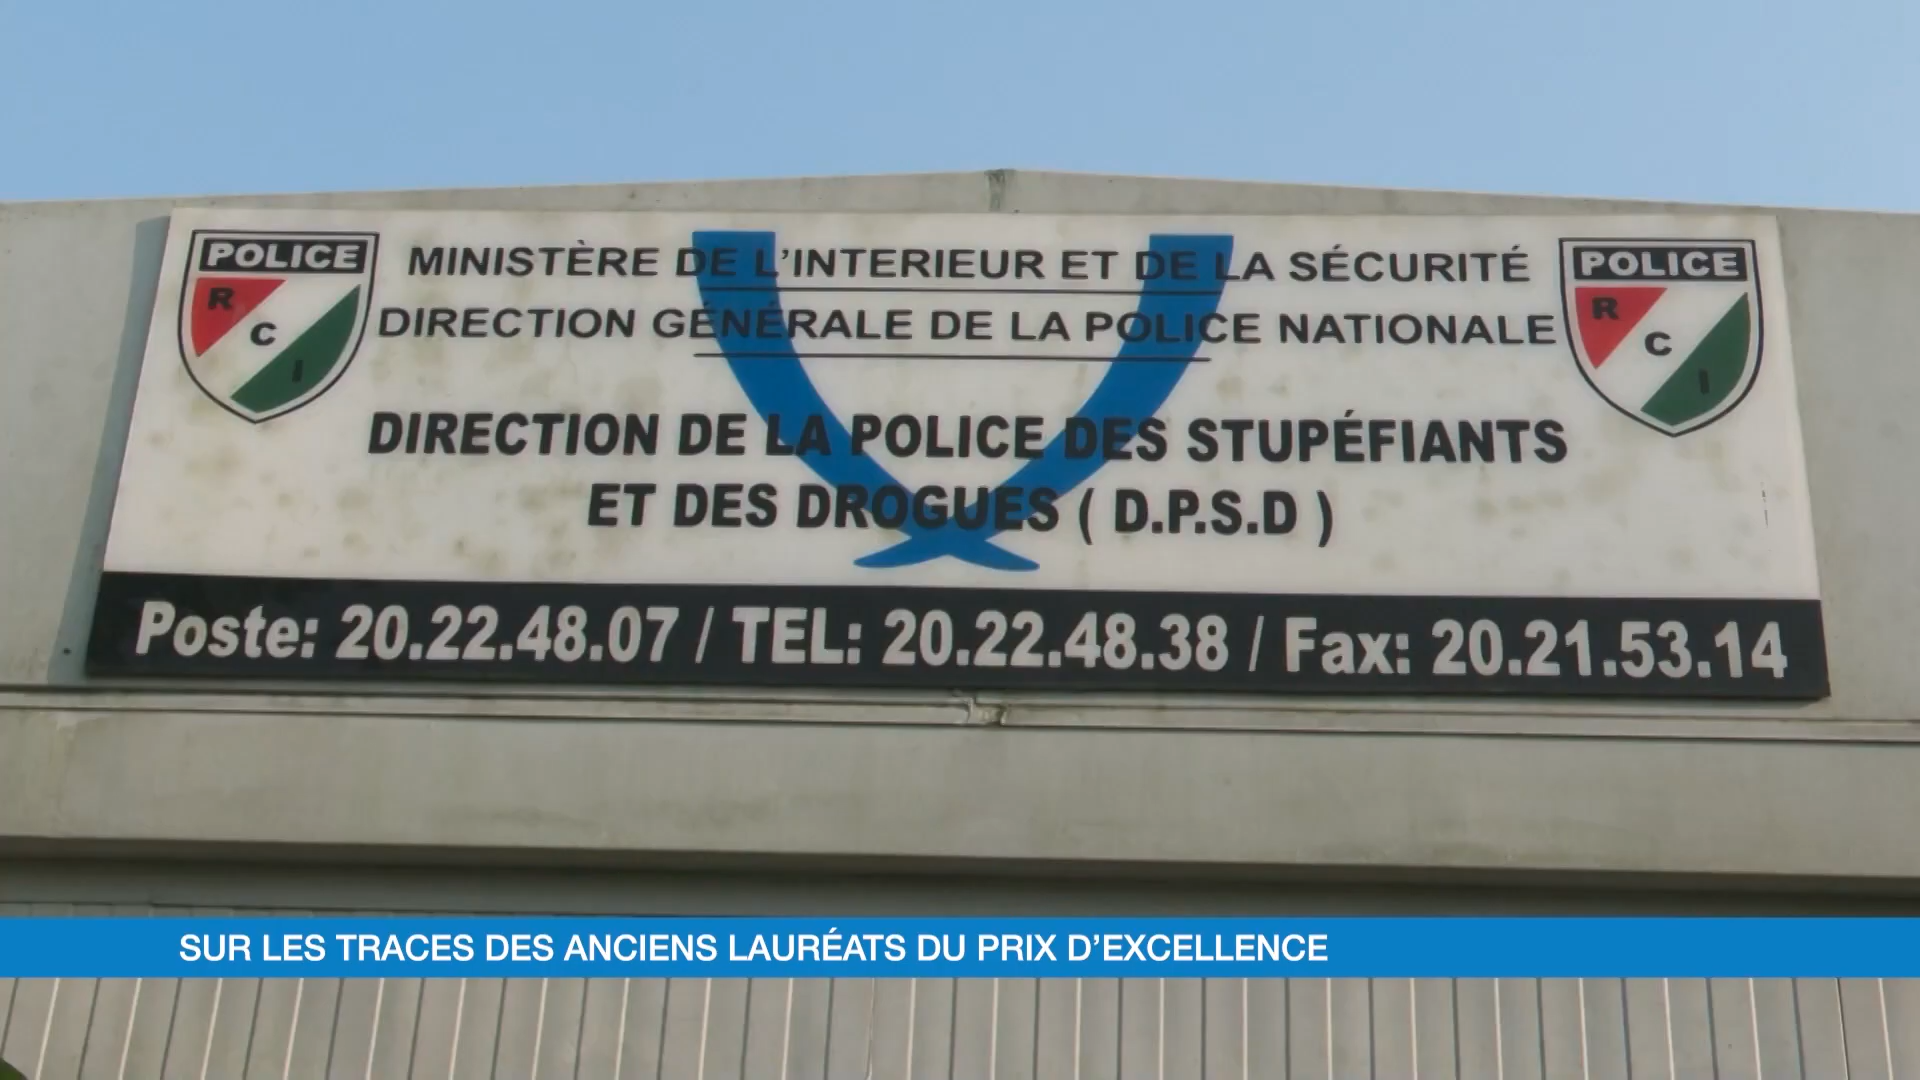 POLICE
R
C
I
MINISTÈRE DE L'INTERIEUR ET DE LA SÉCURITÉ
DIRECTION GÉNÉRALE DE LA POLICE NATIONALE
DIRECTION DE LA POLICE DES STUPÉFIANTS
ET DES DROGUES ( D.P.S.D )
POLICE
R
C
I
Poste: 20.22.48.07 / TEL: 20.22.48.38 / Fax: 20.21.53.14
SUR LES TRACES DES ANCIENS LAURÉATS DU PRIX D'EXCELLENCE